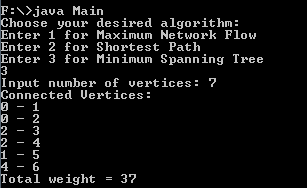 F:\>java Main
Choose your desired algorithm:
Enter 1 for Maximum Network Flow
Enter 2 for Shortest Path
Enter 3 for Minimum Spanning Tree
3
Input number of vertices: 7
Connected Vertices:
0 - 1
0 - 2
2 - 3
2 - 4
1 - 5
4 - 6
Total weight = 37